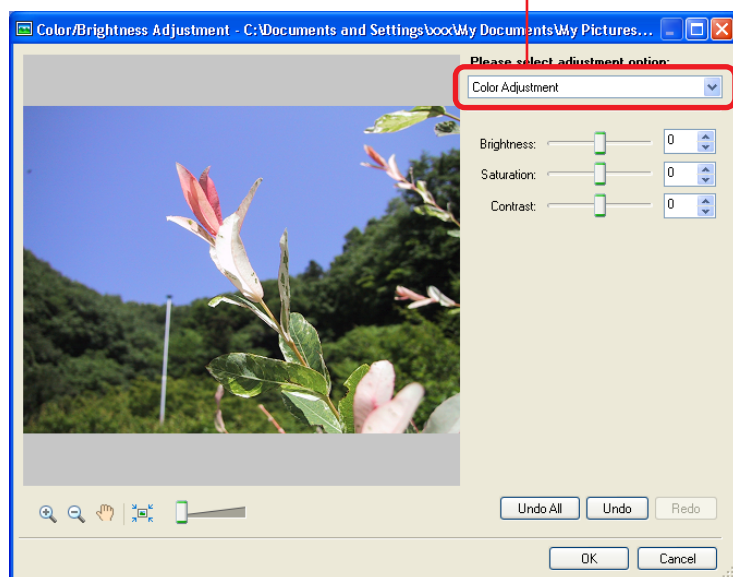 Color/Brightness Adjustment - C:\Documents and Settings\xxx\My Documents\My Pictures...
Please select adjustment option:
Color Adjustment
Brightness: 0
Saturation: 0
Contrast: 0
Undo All Undo Redo
OK Cancel